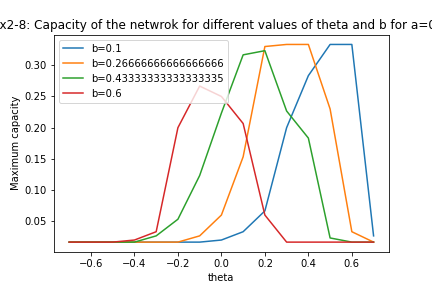 x2-8: Capacity of the netwrok for different values of theta and b for a=0
b=0.1
b=0.26666666666666666
b=0.43333333333333335
b=0.6
Maximum capacity
0.30
0.25
0.20
0.15
0.10
0.05
−0.6 −0.4 −0.2 0.0 0.2 0.4 0.6
theta